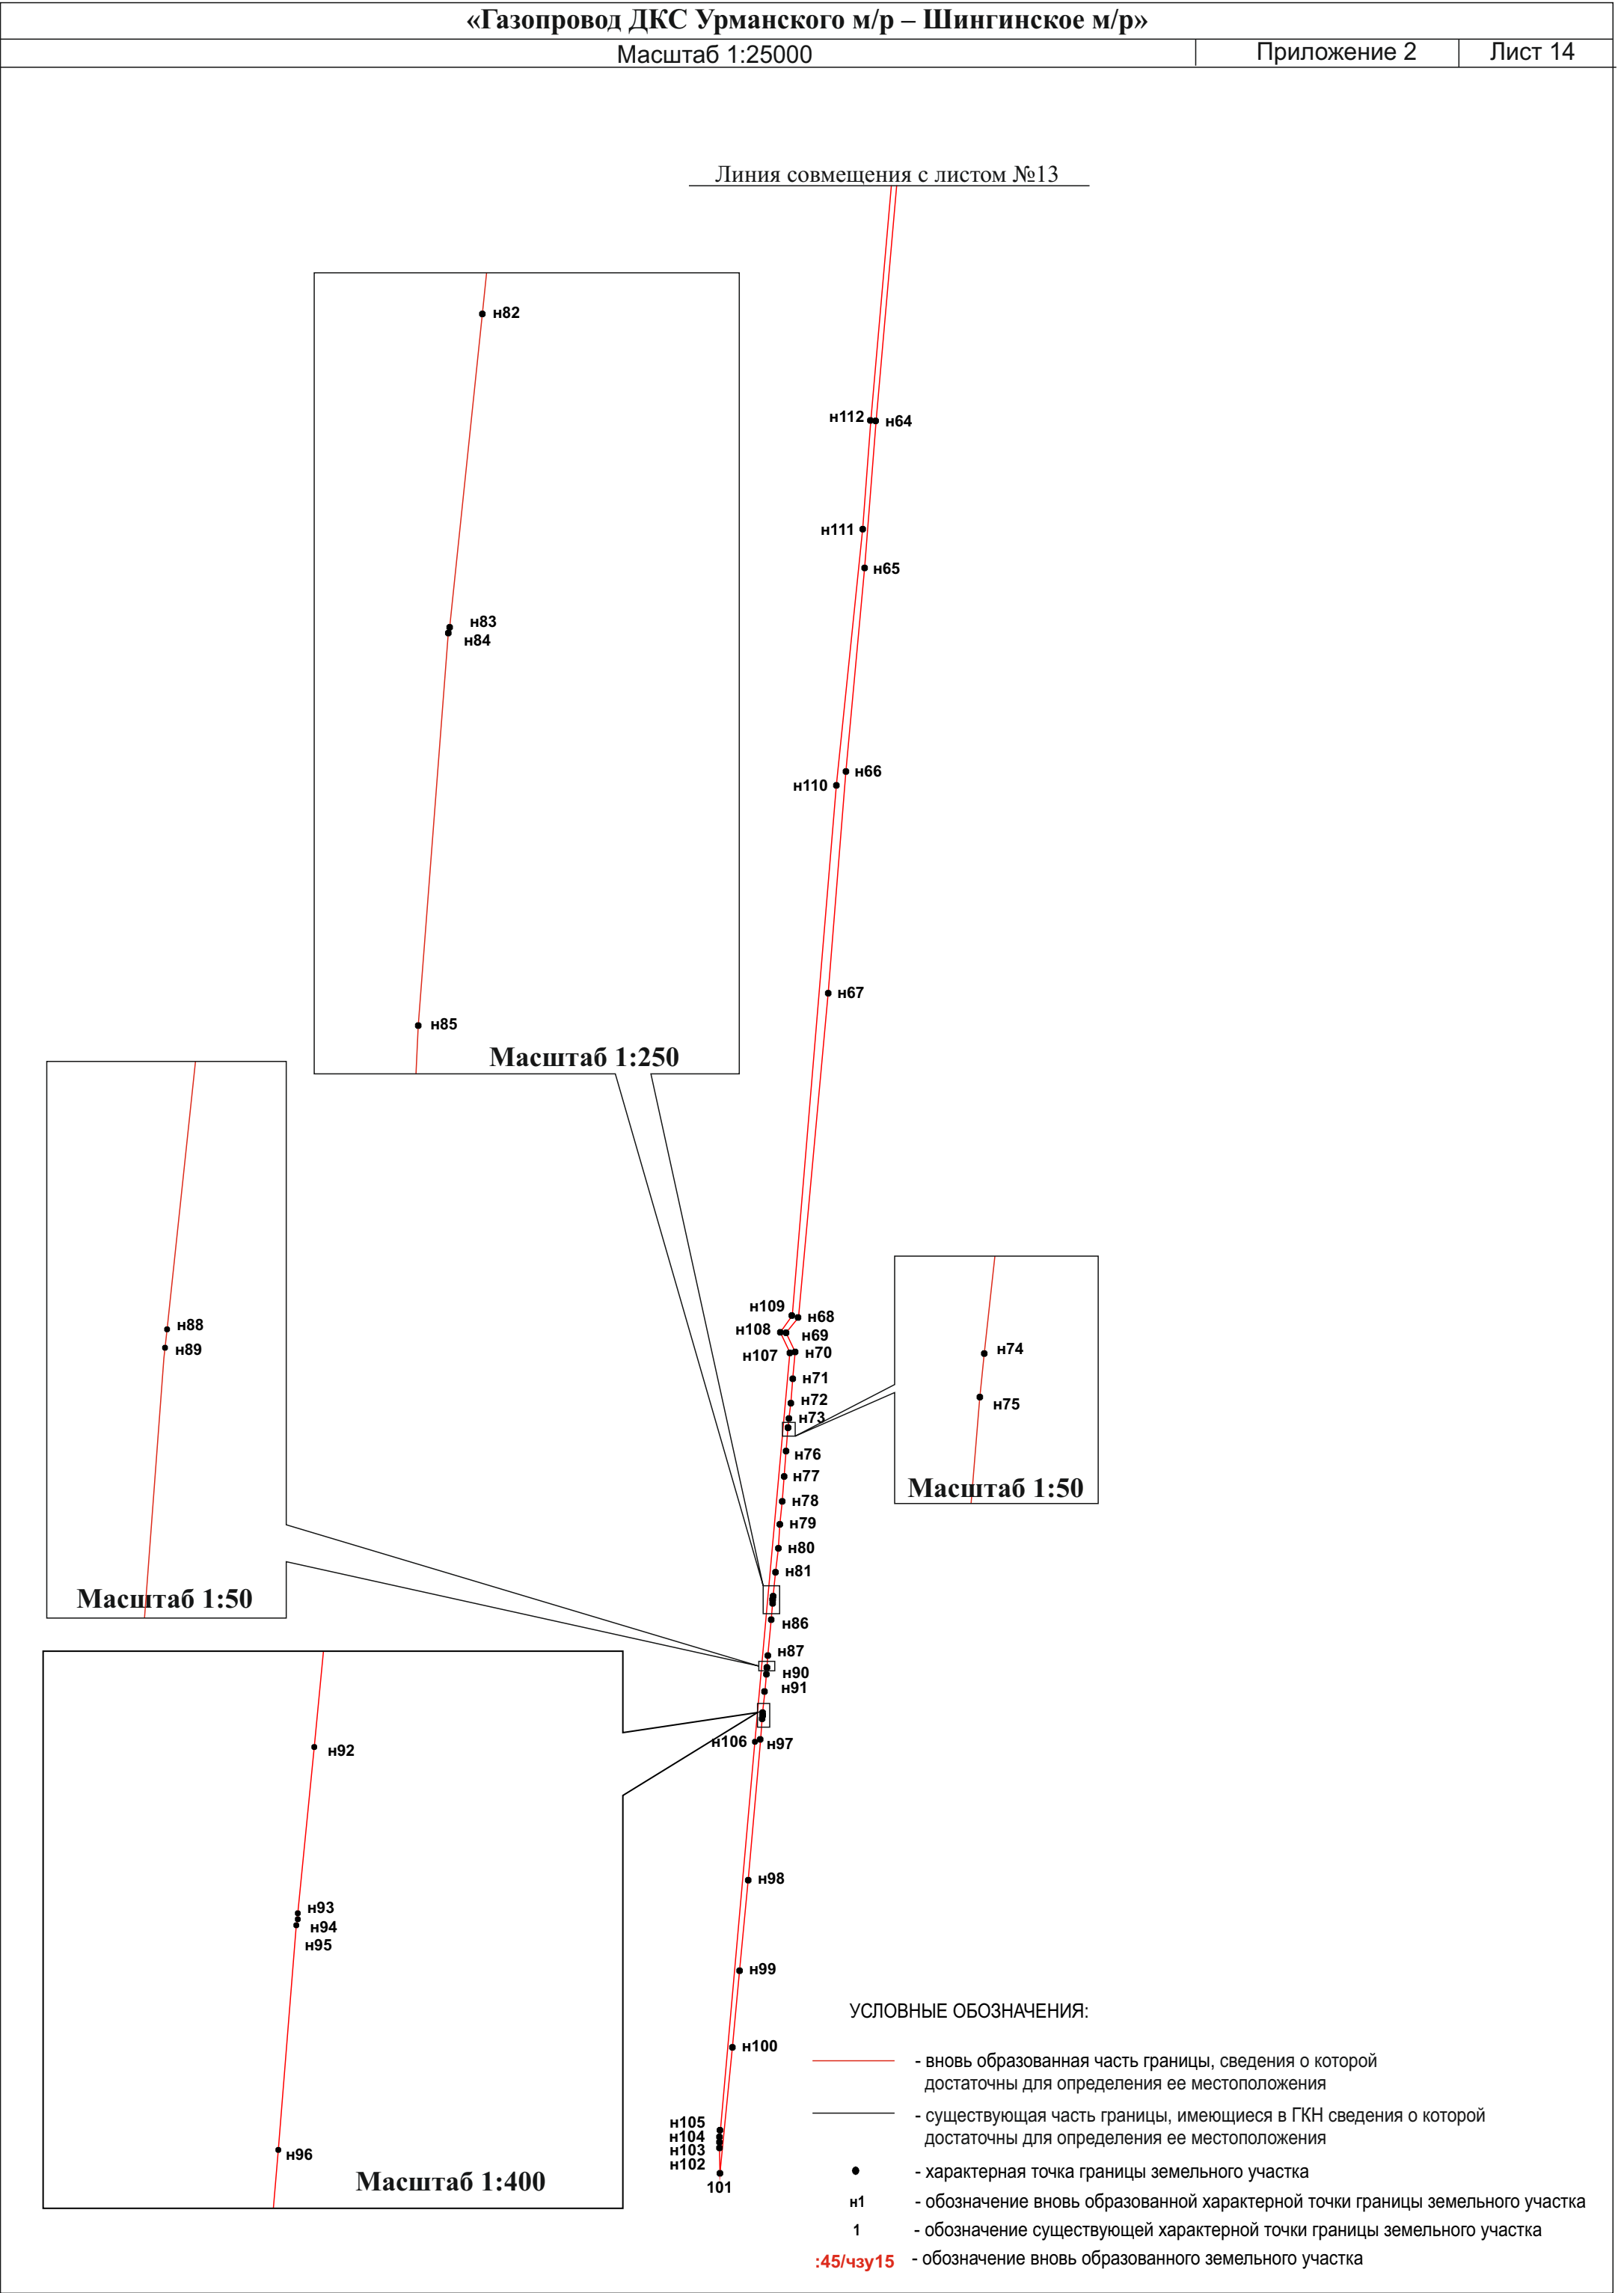 «Газопровод ДКС Урманского м/р – Шингинское м/р»
Масштаб 1:25000
Приложение 2
Лист 14
Линия совмещения с листом №13
н82
н83
н84
н85
Масштаб 1:250
н112
н64
н111
н65
н66
н110
н67
н88
н89
Масштаб 1:50
н109
н68
н108
н69
н107
н70
н71
н72
н73
н74
н75
Масштаб 1:50
н76
н77
н78
н79
н80
н81
н86
н87
н90
н91
н106
н97
н92
н93
н94
н95
н96
Масштаб 1:400
н98
н99
н100
н105
н104
н103
н102
101
УСЛОВНЫЕ ОБОЗНАЧЕНИЯ:
- вновь образованная часть границы, сведения о которой
достаточны для определения ее местоположения
- существующая часть границы, имеющиеся в ГКН сведения о которой
достаточны для определения ее местоположения
- характерная точка границы земельного участка
н1 - обозначение вновь образованной характерной точки границы земельного участка
1 - обозначение существующей характерной точки границы земельного участка
:45/чзу15 - обозначение вновь образованного земельного участка